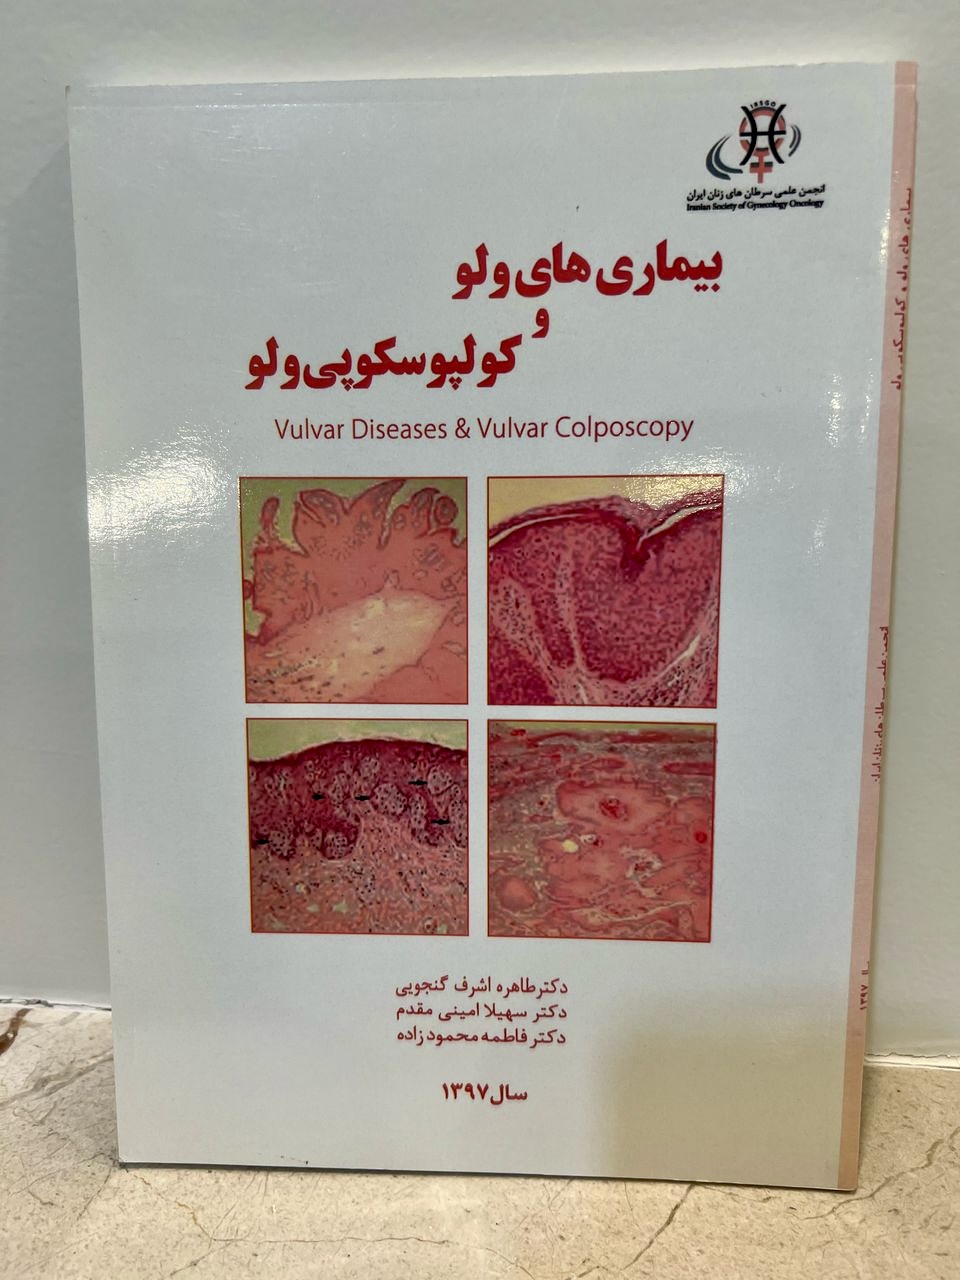 IRSGO
انجمن علمی سرطان های زنان ایران
Iranian Society of Gynecology Oncology
بیماری های ولو
و
کولپوسکوپی ولو
Vulvar Diseases & Vulvar Colposcopy
دکتر طاهره اشرف گنجویی
دکتر سهیلا امینی مقدم
دکتر فاطمه محمودزاده
سال ۱۳۹۷
بیماری های ولو و کولپوسکوپی ولو
انجمن علمی سرطان های زنان ایران
سال ۱۳۹۷